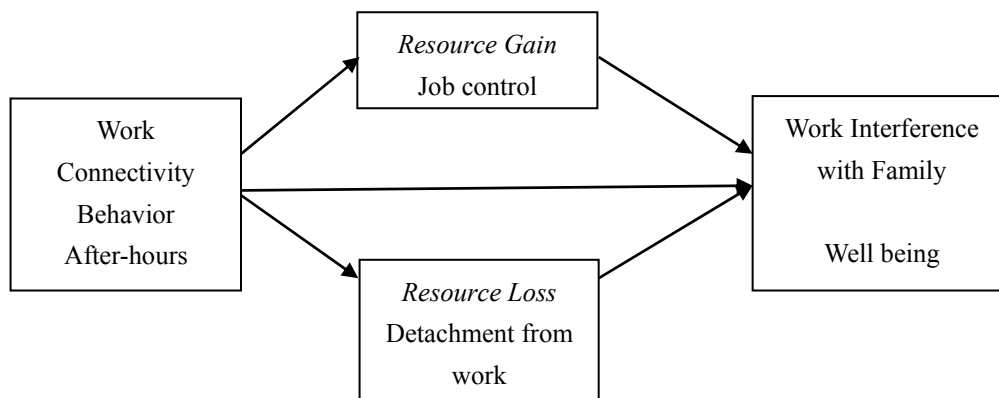 Resource Gain
Job control
Work
Connectivity
Behavior
After-hours
Work Interference
with Family
Well being
Resource Loss
Detachment from
work